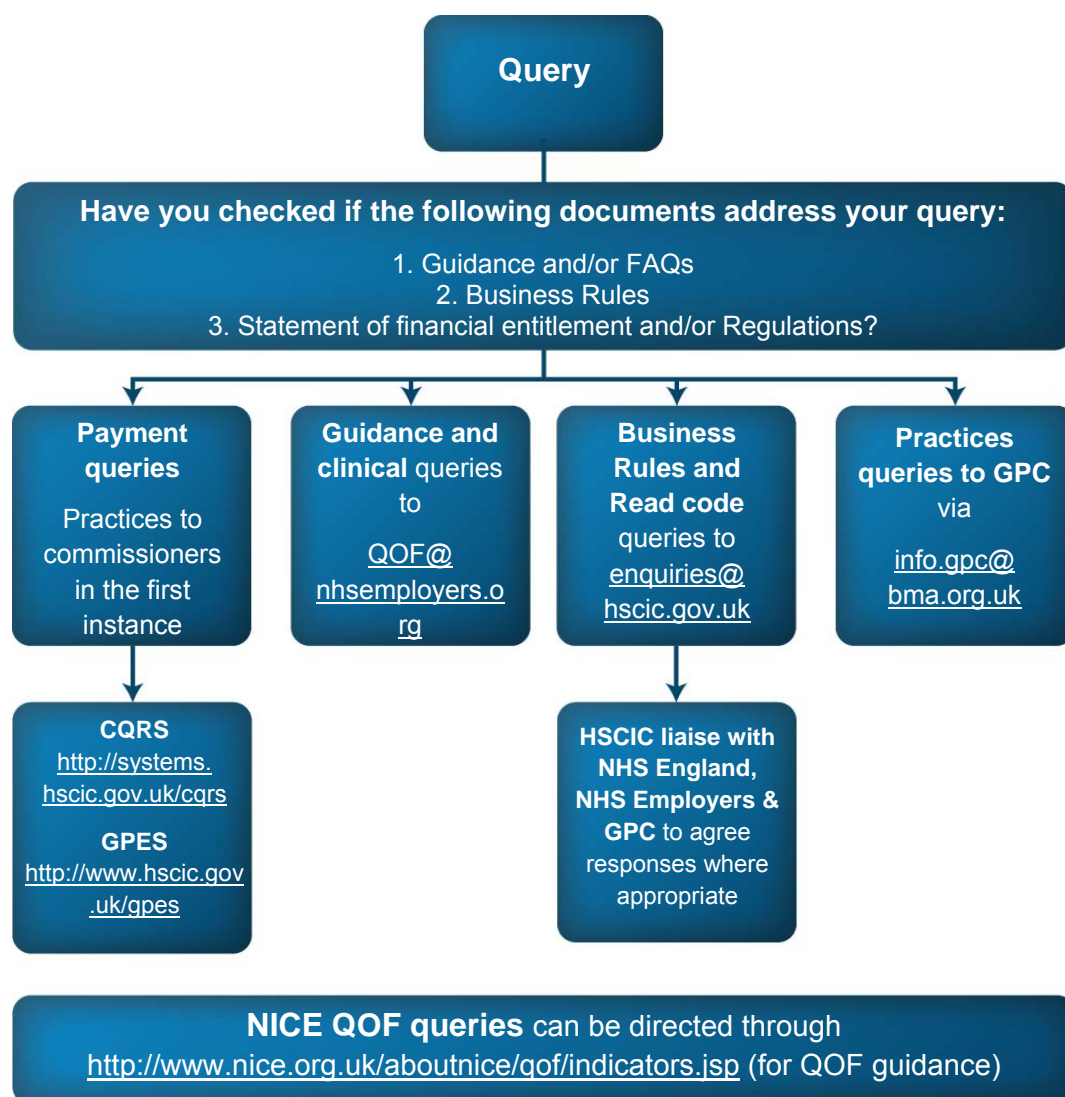 Query
Have you checked if the following documents address your query:
1. Guidance and/or FAQs
2. Business Rules
3. Statement of financial entitlement and/or Regulations?
Payment
queries
Practices to
commissioners
in the first
instance
Guidance and
clinical queries
to
QOF@
nhsemployers.o
rg
Business
Rules and
Read code
queries to
enquiries@
hscic.gov.uk
Practices
queries to GPC
via
info.gpc@
bma.org.uk
CQRS
http://systems.
hscic.gov.uk/cqrs
GPES
http://www.hscic.gov
.uk/gpes
HSCIC liaise with
NHS England,
NHS Employers &
GPC to agree
responses where
appropriate
NICE QOF queries can be directed through
http://www.nice.org.uk/aboutnice/qof/indicators.jsp (for QOF guidance)